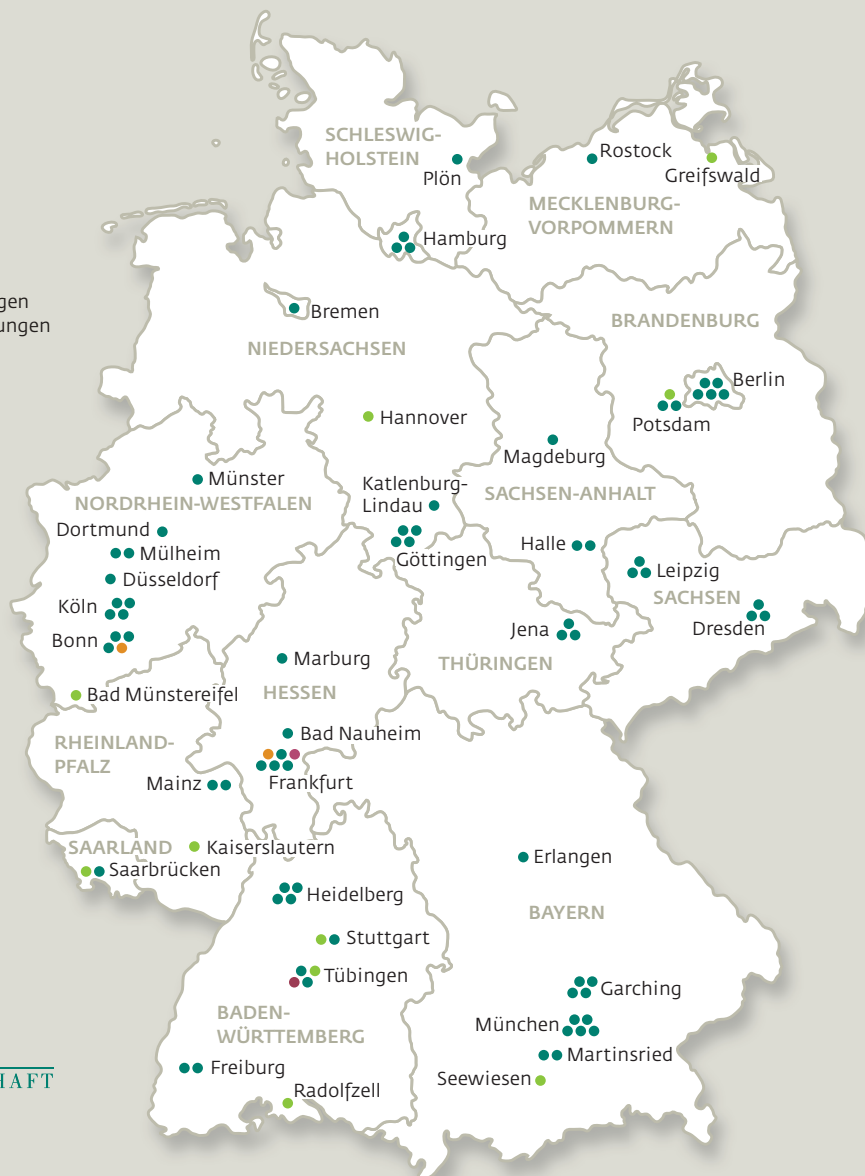 SCHLESWIG-
HOLSTEIN
Plön
Rostock
Greifswald
MECKLENBURG-
VORPOMMERN
Hamburg
gen
ungen
Bremen
NIEDERSACHSEN
BRANDENBURG
Berlin
Potsdam
Hannover
Magdeburg
SACHSEN-ANHALT
Münster
NORDRHEIN-WESTFALEN
Katlenburg-
Lindau
Göttingen
Dortmund
Mülheim
Düsseldorf
Köln
Bonn
Halle
Leipzig
SACHSEN
Dresden
Jena
THÜRINGEN
Marburg
HESSEN
Bad Münstereifel
Bad Nauheim
RHEINLAND-
PFALZ
Mainz
Frankfurt
SAARLAND
Kaiserslautern
Saarbrücken
Erlangen
Heidelberg
BAYERN
Stuttgart
Tübingen
Garching
BADEN-
WÜRTTEMBERG
München
Martinsried
Freiburg
Seewiesen
Radolfzell
HAFT